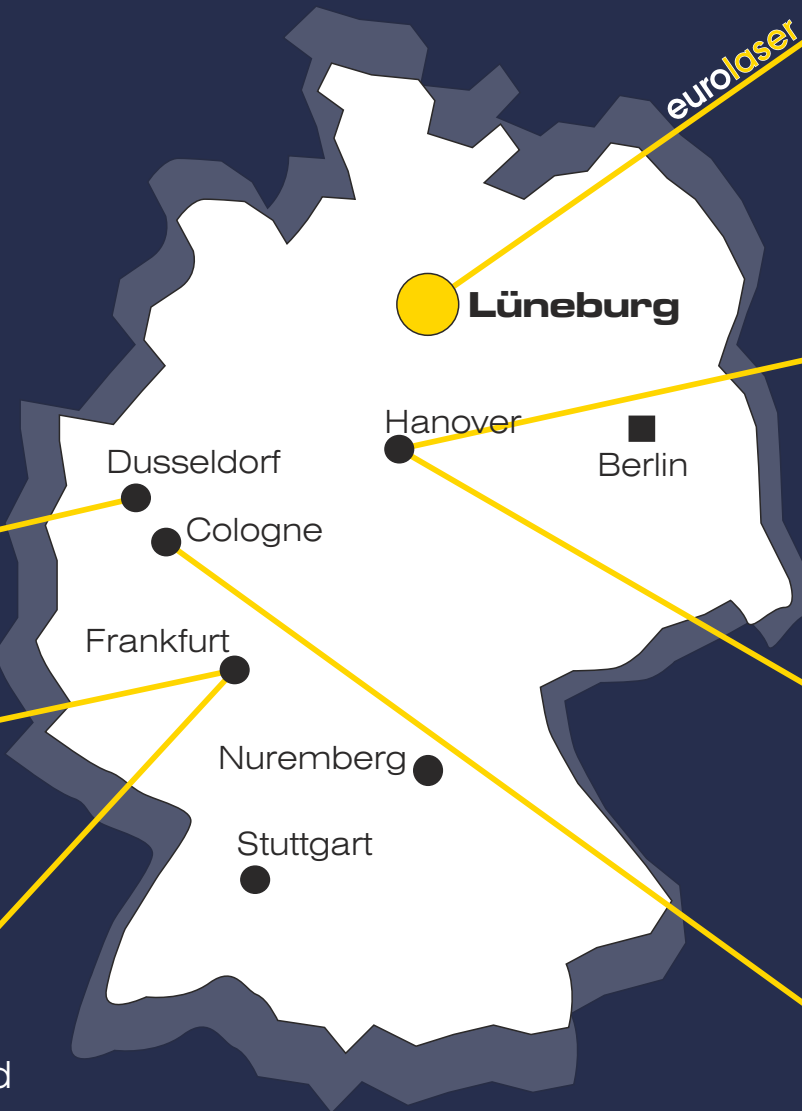 eurolaser
Lüneburg
Hanover
Berlin
Dusseldorf
Cologne
Frankfurt
Nuremberg
Stuttgart
d